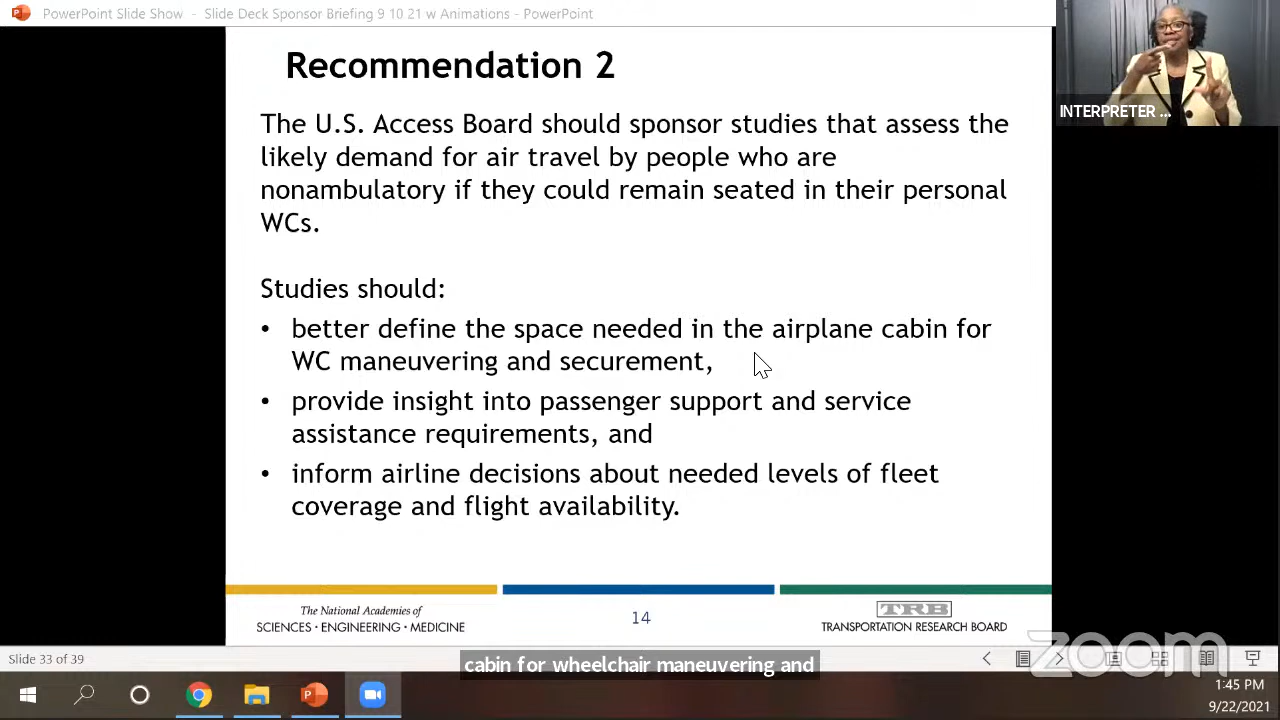 PowerPoint Slide Show - Slide Deck Sponsor Briefing 9 10 21 w Animations - PowerPoint
INTERPRETER ...
Recommendation 2
The U.S. Access Board should sponsor studies that assess the
likely demand for air travel by people who are
nonambulatory if they could remain seated in their personal
WCs.
Studies should:
• better define the space needed in the airplane cabin for
WC maneuvering and securement,
• provide insight into passenger support and service
assistance requirements, and
• inform airline decisions about needed levels of fleet
coverage and flight availability.
The National Academies of
SCIENCES · ENGINEERING · MEDICINE
14
TRB
TRANSPORTATION RESEARCH BOARD
zoom
Slide 33 of 39
cabin for wheelchair maneuvering and
1:45 PM
9/22/2021